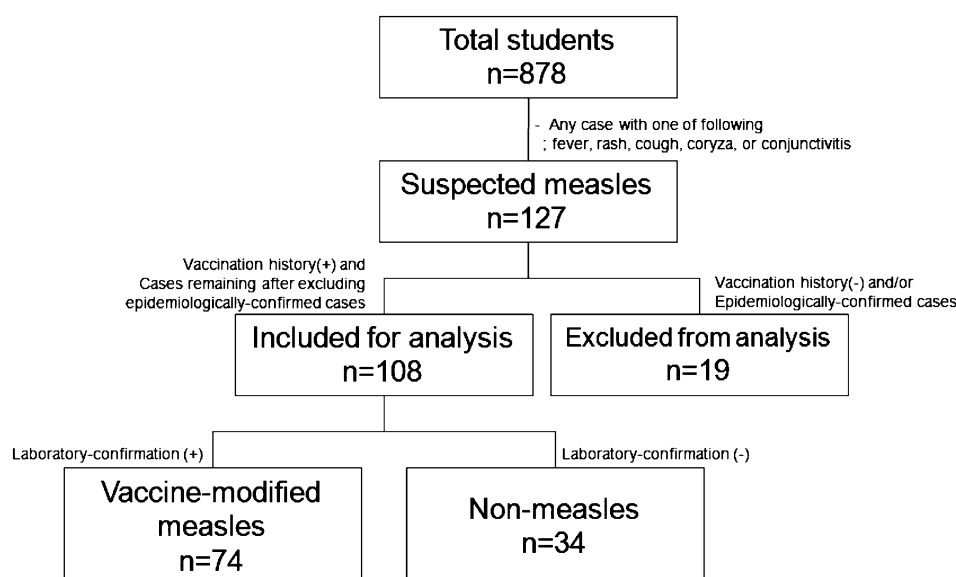 Total students
n=878
- Any case with one of following
; fever, rash, cough, coryza, or conjunctivitis
Suspected measles
n=127
Vaccination history(+) and
Cases remaining after excluding
epidemiologically-confirmed cases
Vaccination history(-) and/or
Epidemiologically-confirmed cases
Included for analysis
n=108
Excluded from analysis
n=19
Laboratory-confirmation (+)
Laboratory-confirmation (-)
Vaccine-modified
measles
n=74
Non-measles
n=34